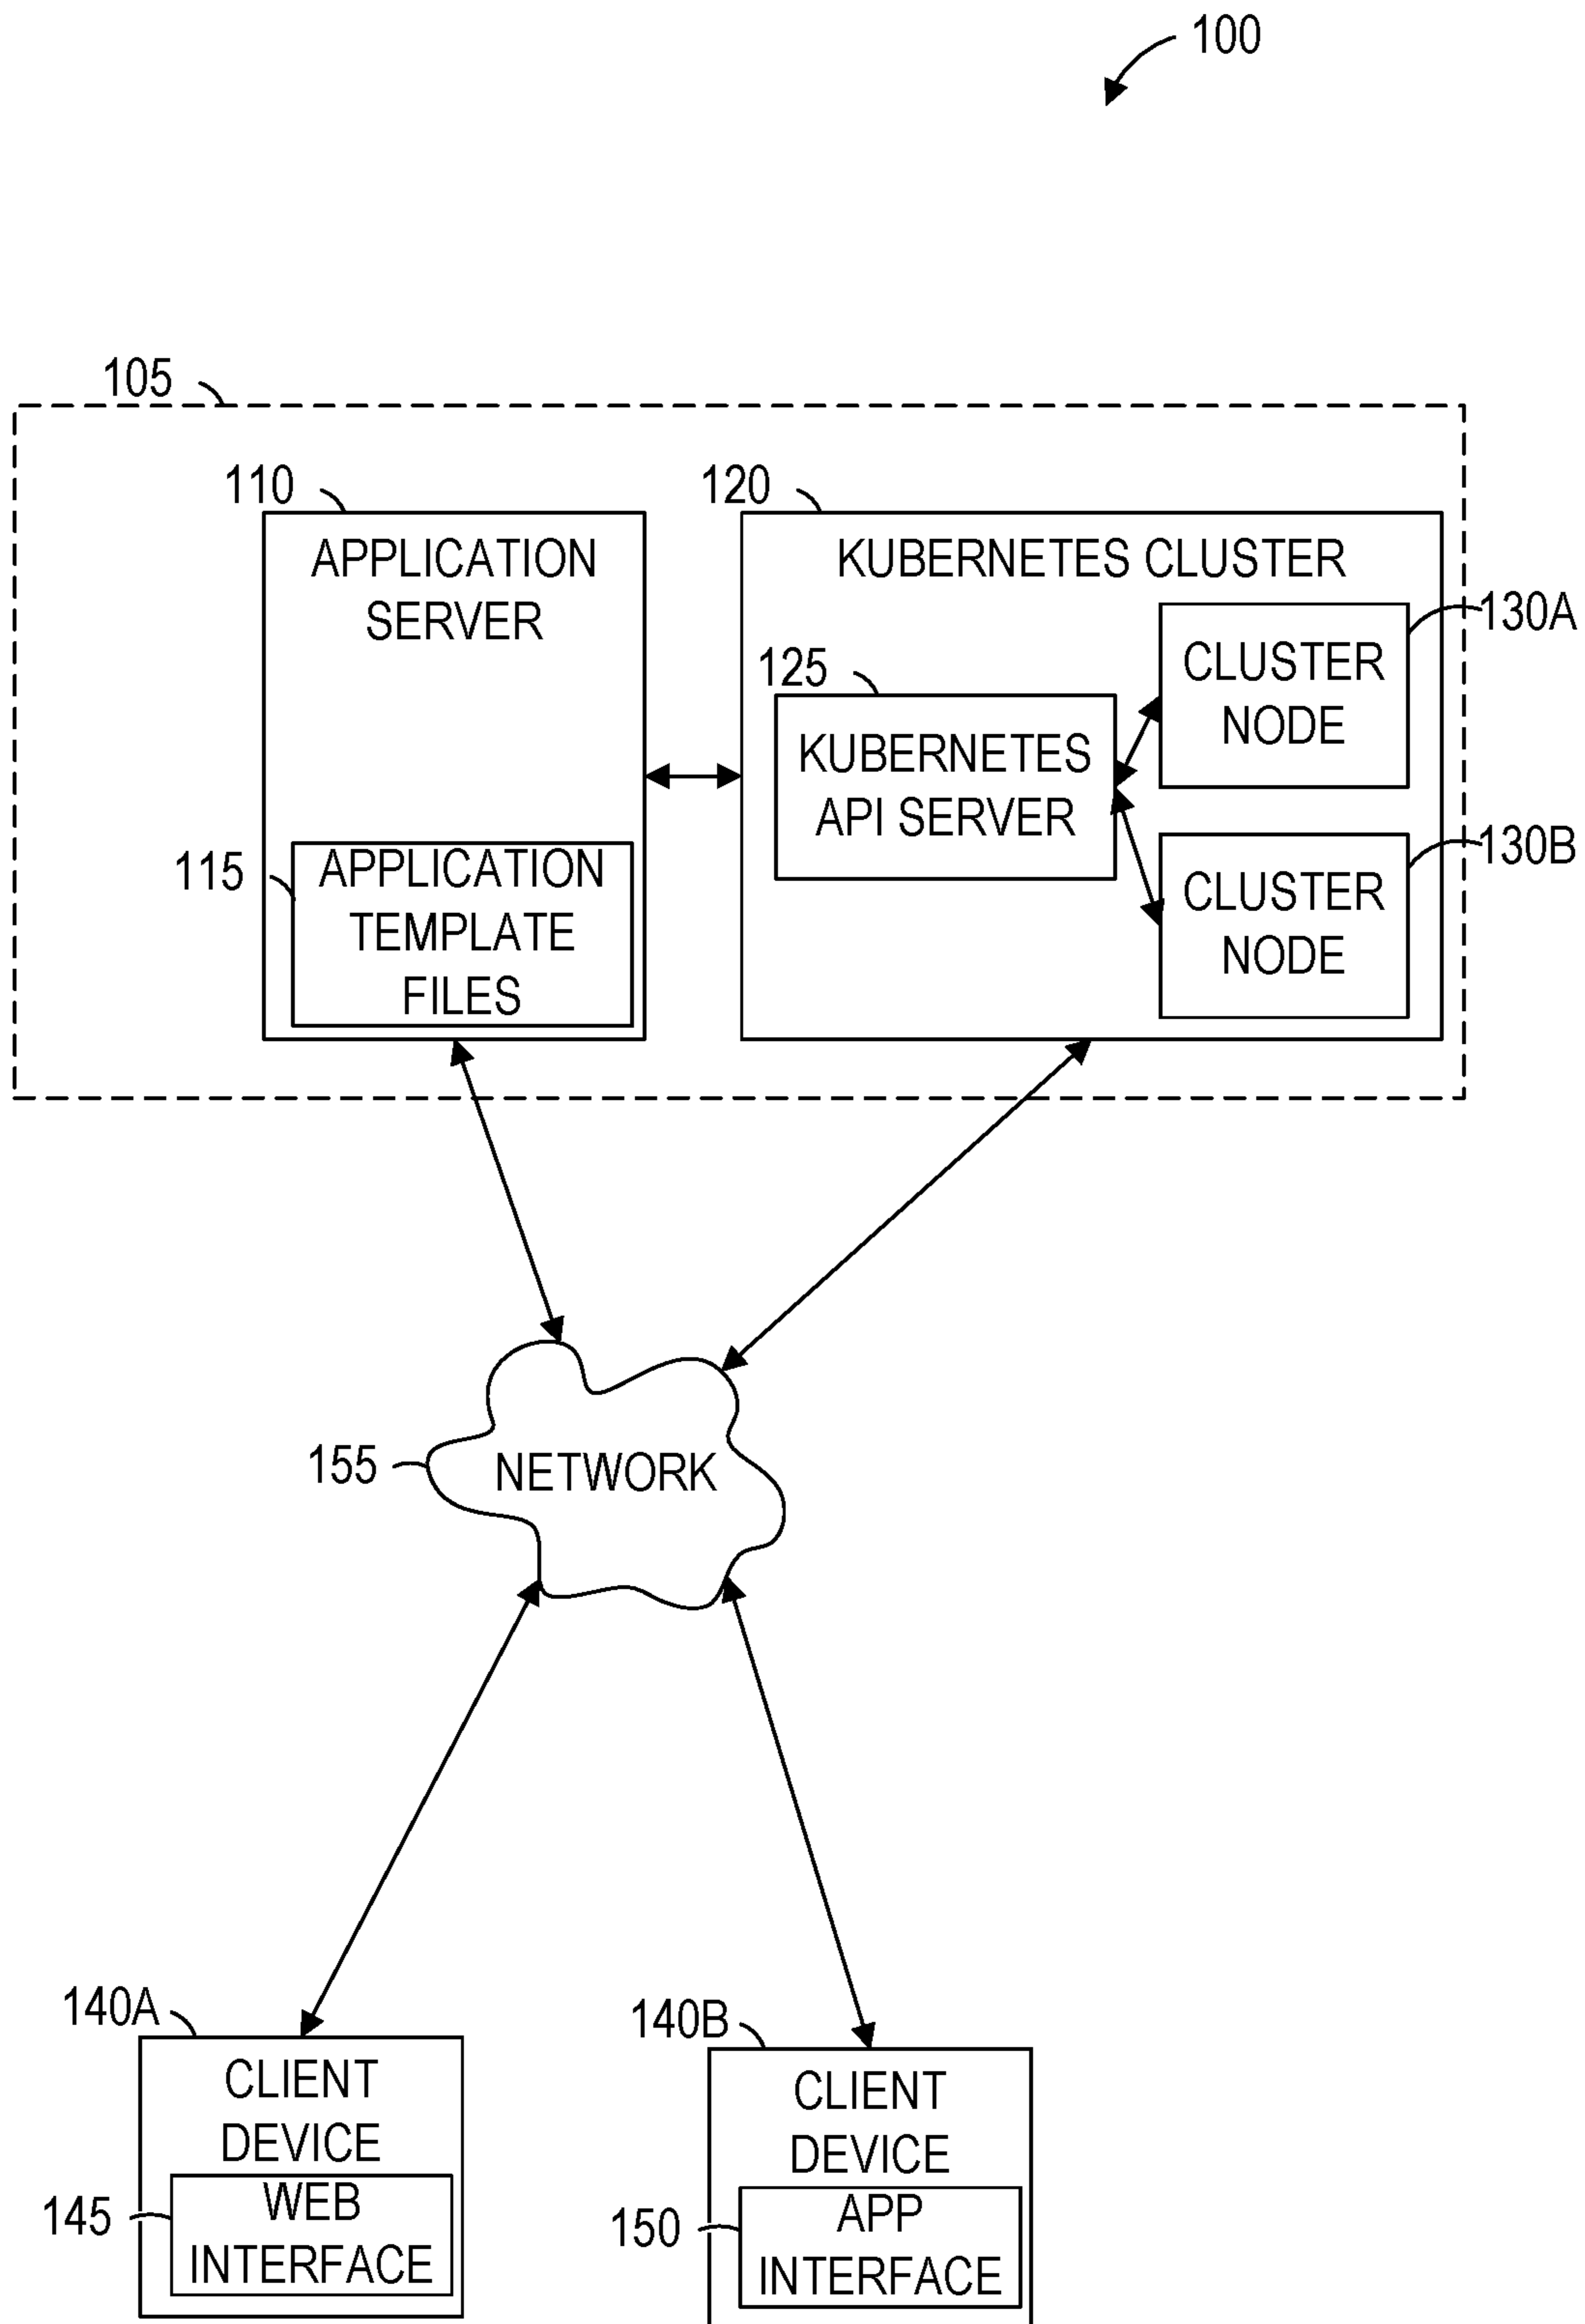 100
105
110
APPLICATION
SERVER
115
APPLICATION
TEMPLATE
FILES
120
KUBERNETES CLUSTER
125
KUBERNETES
API SERVER
130A
CLUSTER
NODE
130B
CLUSTER
NODE
155
NETWORK
140A
CLIENT
DEVICE
145
WEB
INTERFACE
140B
CLIENT
DEVICE
150
APP
INTERFACE